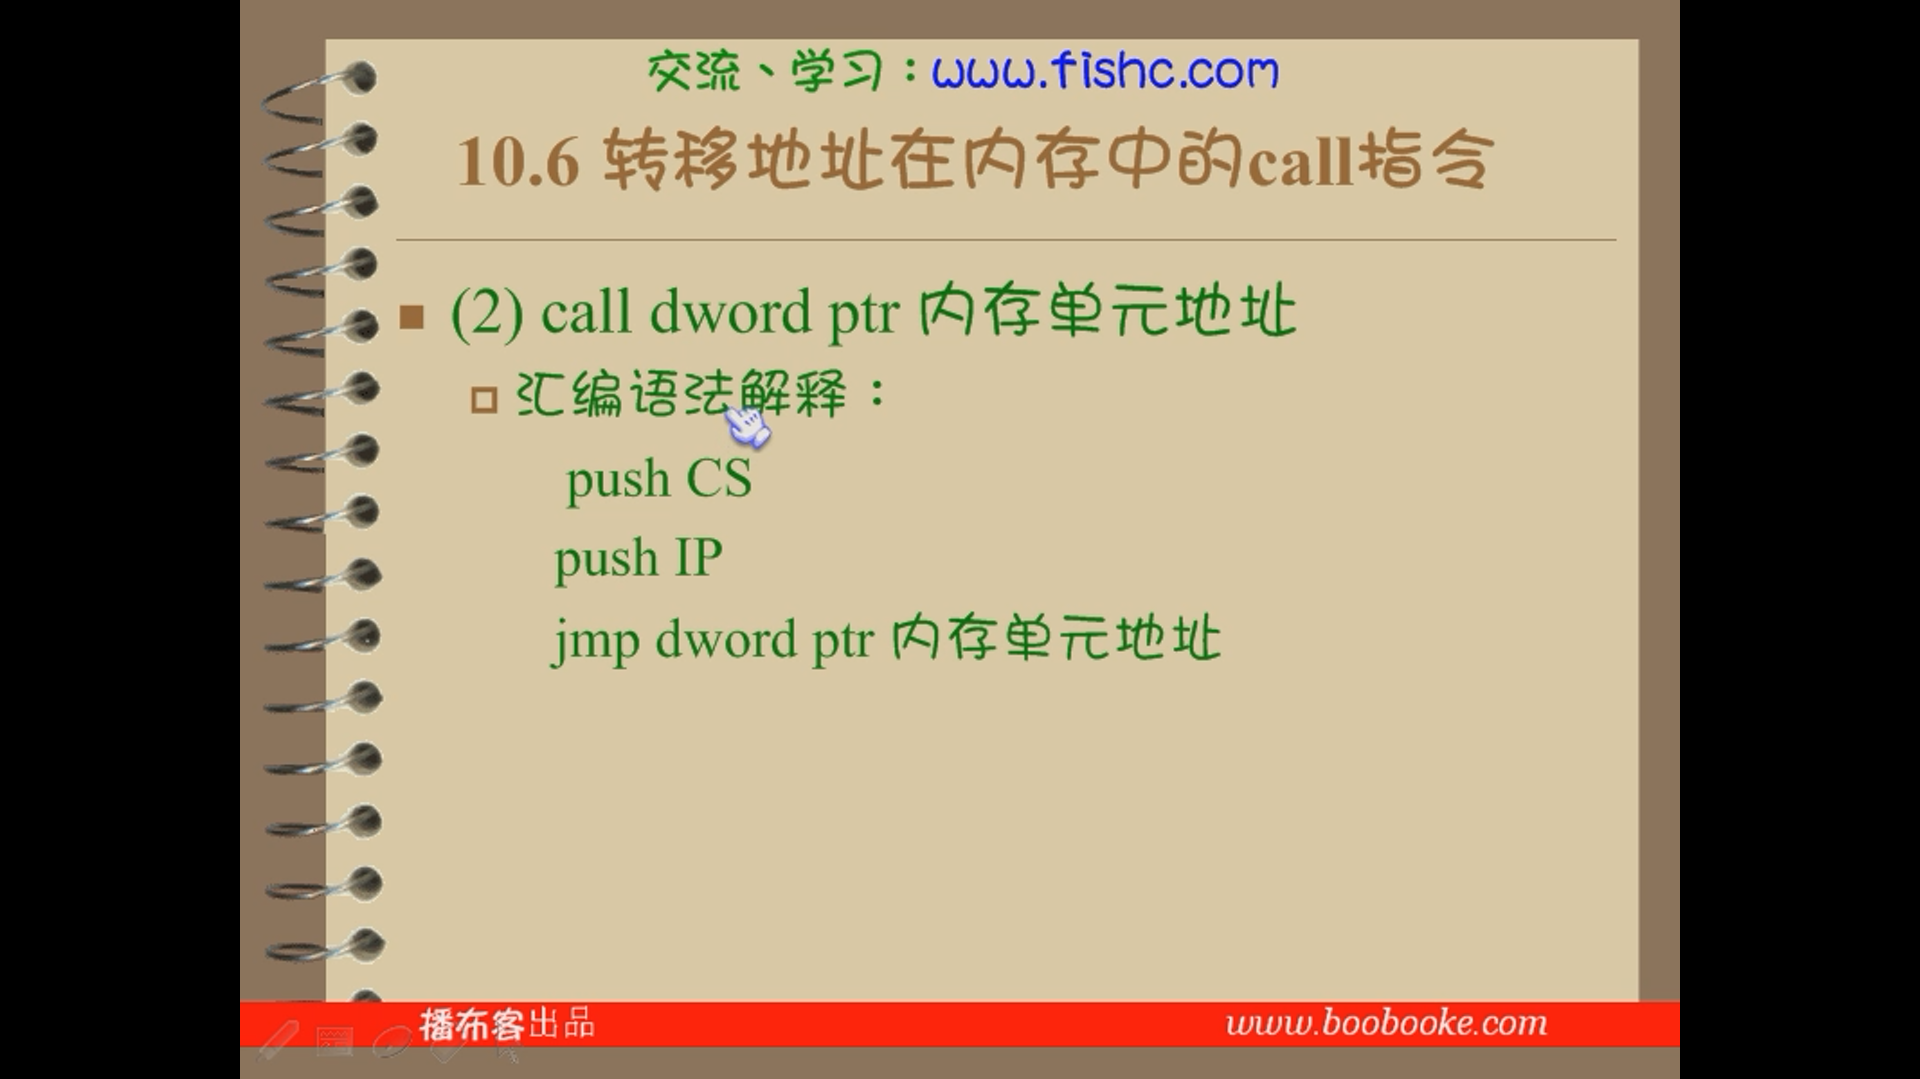 交流、学习：www.fishc.com
10.6 转移地址在内存中的call指令
(2) call dword ptr 内存单元地址
汇编语法解释：
push CS
push IP
jmp dword ptr 内存单元地址
播布客出品
www.boobooke.com